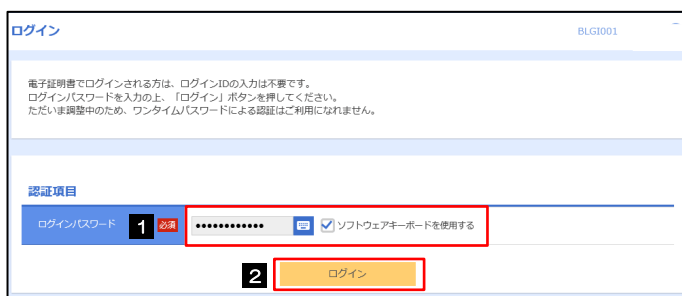 ログイン
BLGI001
電子証明書でログインされる方は、ログインIDの入力は不要です。
ログインパスワードを入力の上、「ログイン」ボタンを押してください。
ただいま調整中のため、ワンタイムパスワードによる認証はご利用になれません。
認証項目
ログインパスワード 1 必須 •••••••••••• ソフトウェアキーボードを使用する
2 ログイン